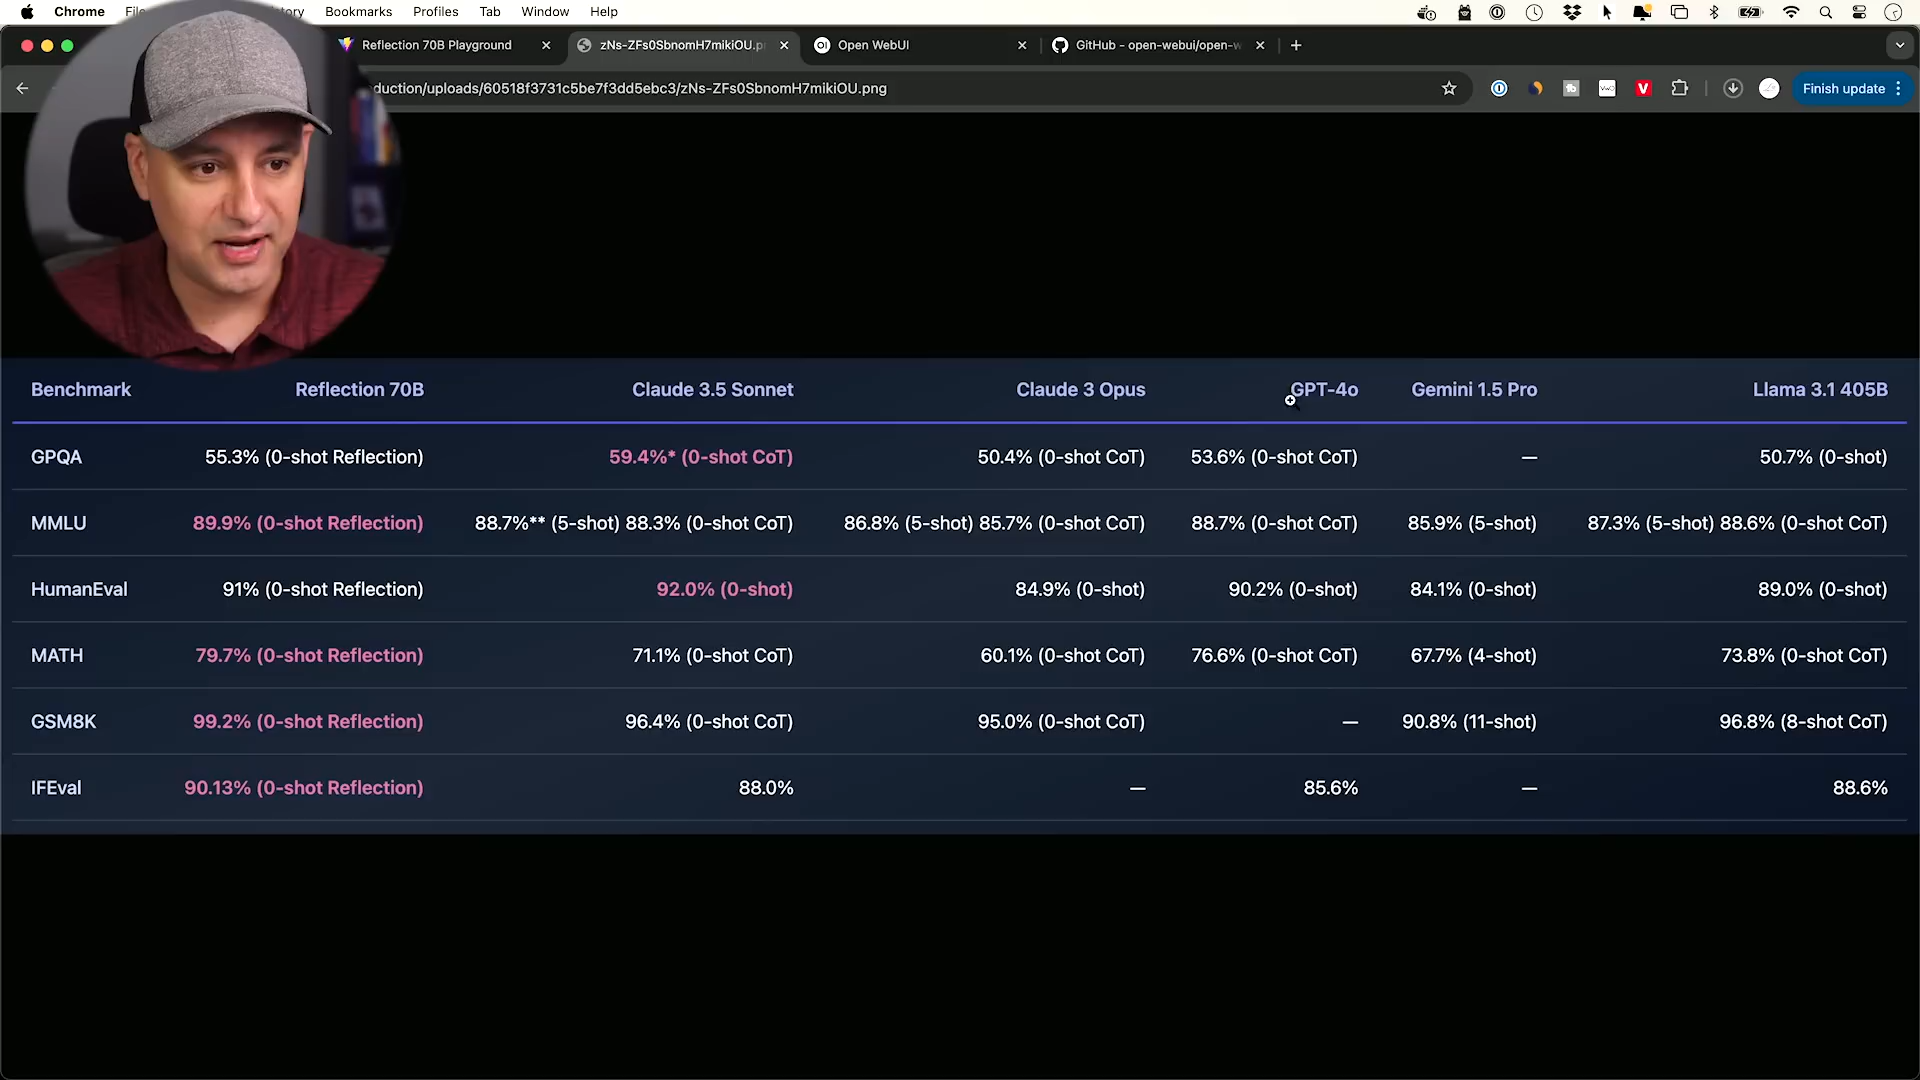 Chrome Bookmarks Profiles Tab Window Help
Reflection 70B Playground zNs-ZFs0SbnomH7mikiOU.p Open WebUI GitHub - open-webui/open-w
duction/uploads/60518f3731c5be7f3dd5ebc3/zNs-ZFs0SbnomH7mikiOU.png Finish update
Benchmark Reflection 70B Claude 3.5 Sonnet Claude 3 Opus GPT-4o Gemini 1.5 Pro Llama 3.1 405B
GPQA 55.3% (0-shot Reflection) 59.4%* (0-shot CoT) 50.4% (0-shot CoT) 53.6% (0-shot CoT) — 50.7% (0-shot)
MMLU 89.9% (0-shot Reflection) 88.7%** (5-shot) 88.3% (0-shot CoT) 86.8% (5-shot) 85.7% (0-shot CoT) 88.7% (0-shot CoT) 85.9% (5-shot) 87.3% (5-shot) 88.6% (0-shot CoT)
HumanEval 91% (0-shot Reflection) 92.0% (0-shot) 84.9% (0-shot) 90.2% (0-shot) 84.1% (0-shot) 89.0% (0-shot)
MATH 79.7% (0-shot Reflection) 71.1% (0-shot CoT) 60.1% (0-shot CoT) 76.6% (0-shot CoT) 67.7% (4-shot) 73.8% (0-shot CoT)
GSM8K 99.2% (0-shot Reflection) 96.4% (0-shot CoT) 95.0% (0-shot CoT) — 90.8% (11-shot) 96.8% (8-shot CoT)
IFEval 90.13% (0-shot Reflection) 88.0% — 85.6% — 88.6%